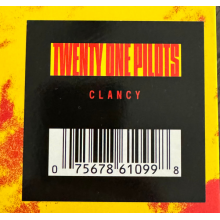 TWENTY ONE PILOTS
CLANCY
0 75678 61099 8